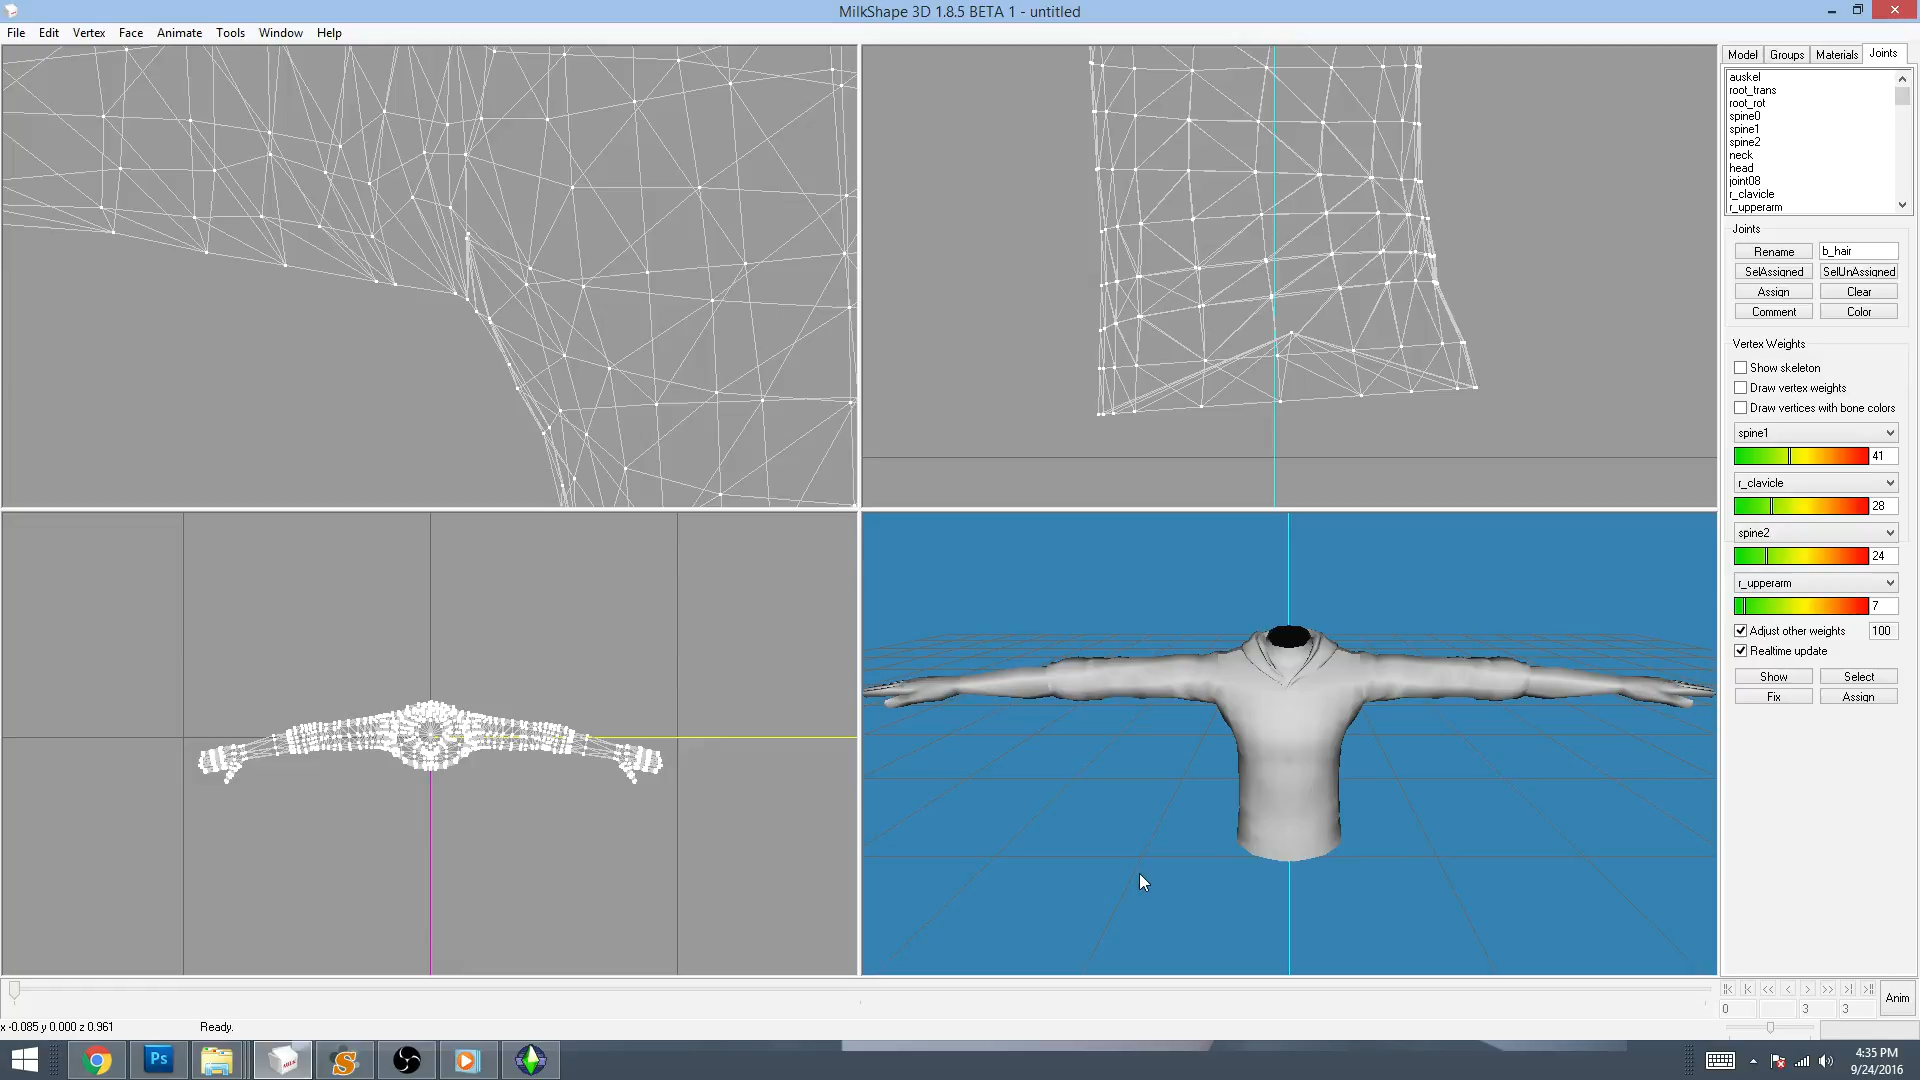 MilkShape 3D 1.8.5 BETA 1 - untitled
File Edit Vertex Face Animate Tools Window Help
Model Groups Materials Joints
auskel
root_trans
root_rot
spine0
spine1
spine2
neck
head
joint08
r_clavicle
r_upperarm
Joints
Rename b_hair
SelAssigned SelUnAssigned
Assign Clear
Comment Color
Vertex Weights
Show skeleton
Draw vertex weights
Draw vertices with bone colors
spine1
41
r_clavicle
28
spine2
24
r_upperarm
7
Adjust other weights 100
Realtime update
Show Select
Fix Assign
|< |< << < > >> >| >|
Anim
0 3 3
x -0.085 y 0.000 z 0.961 Ready.
Ps
4:35 PM
9/24/2016